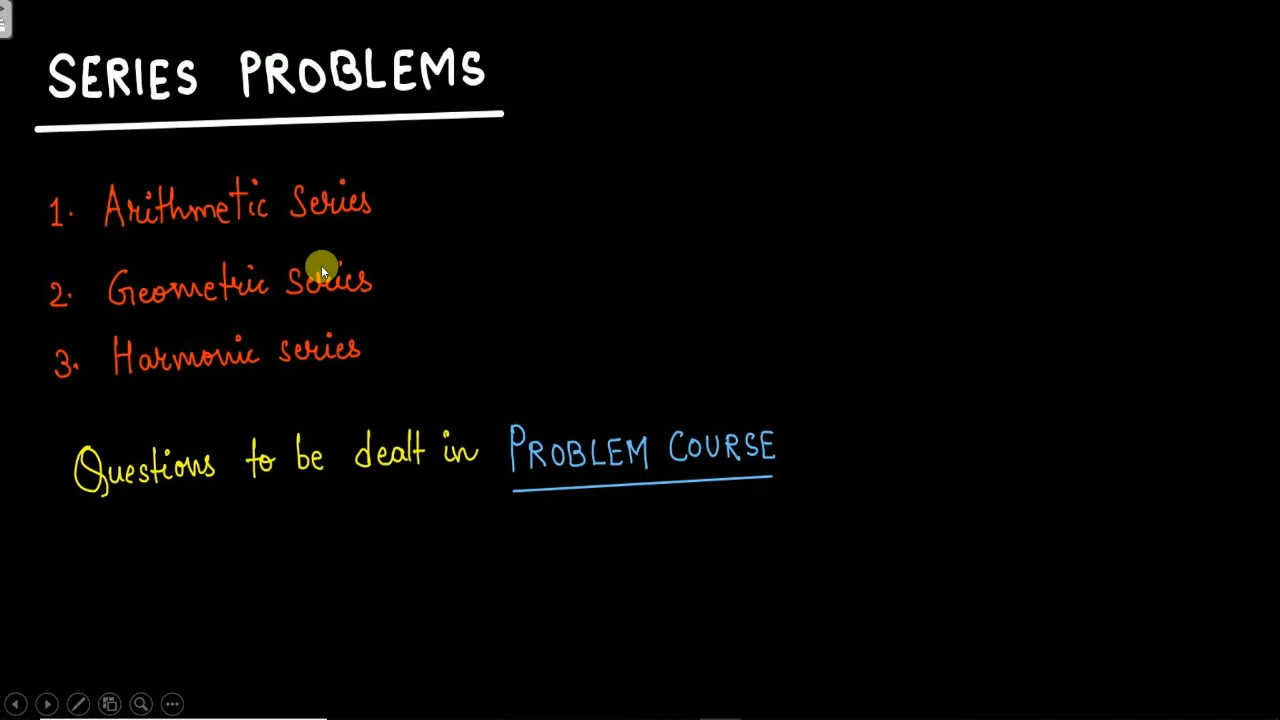 SERIES PROBLEMS
1. Arithmetic Series
2. Geometric Series
3. Harmonic series
Questions to be dealt in PROBLEM COURSE